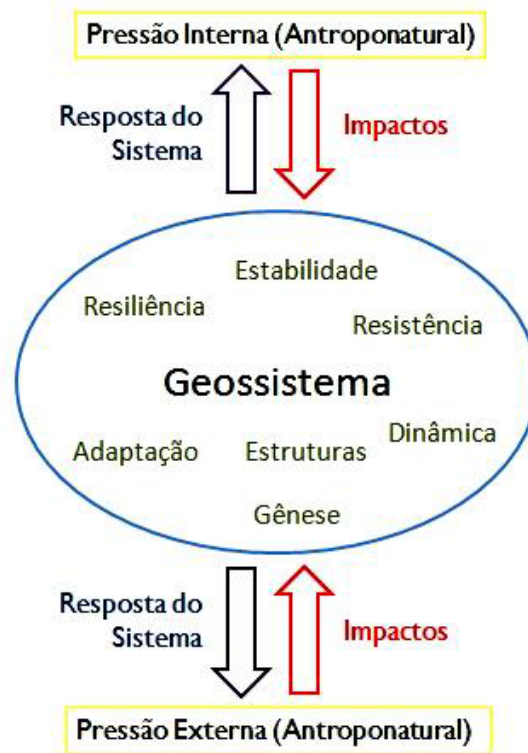 Pressão Interna (Antroponatural)
Resposta do
Sistema
Impactos
Estabilidade
Resiliência
Resistência
Geossistema
Dinâmica
Adaptação
Estruturas
Gênese
Resposta do
Sistema
Impactos
Pressão Externa (Antroponatural)